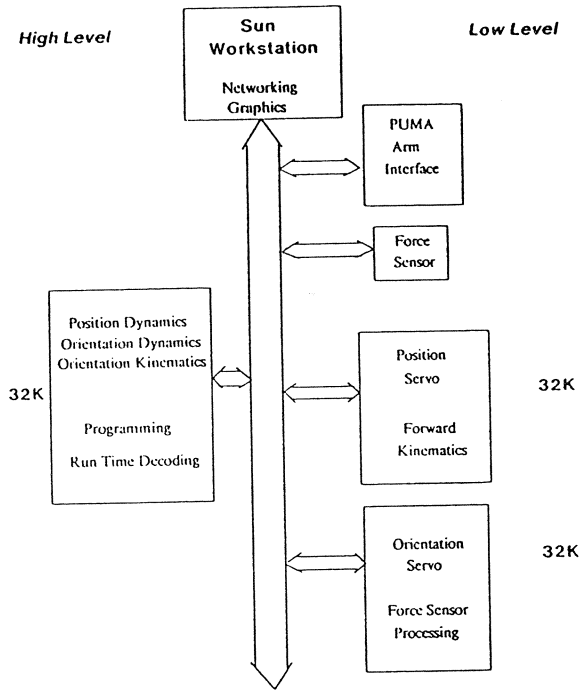 High Level
Sun
Workstation
Networking
Graphics
Low Level
PUMA
Arm
Interface
Force
Sensor
Position Dynamics
Orientation Dynamics
Orientation Kinematics
Programming
Run Time Decoding
32K
Position
Servo
Forward
Kinematics
32K
Orientation
Servo
Force Sensor
Processing
32K